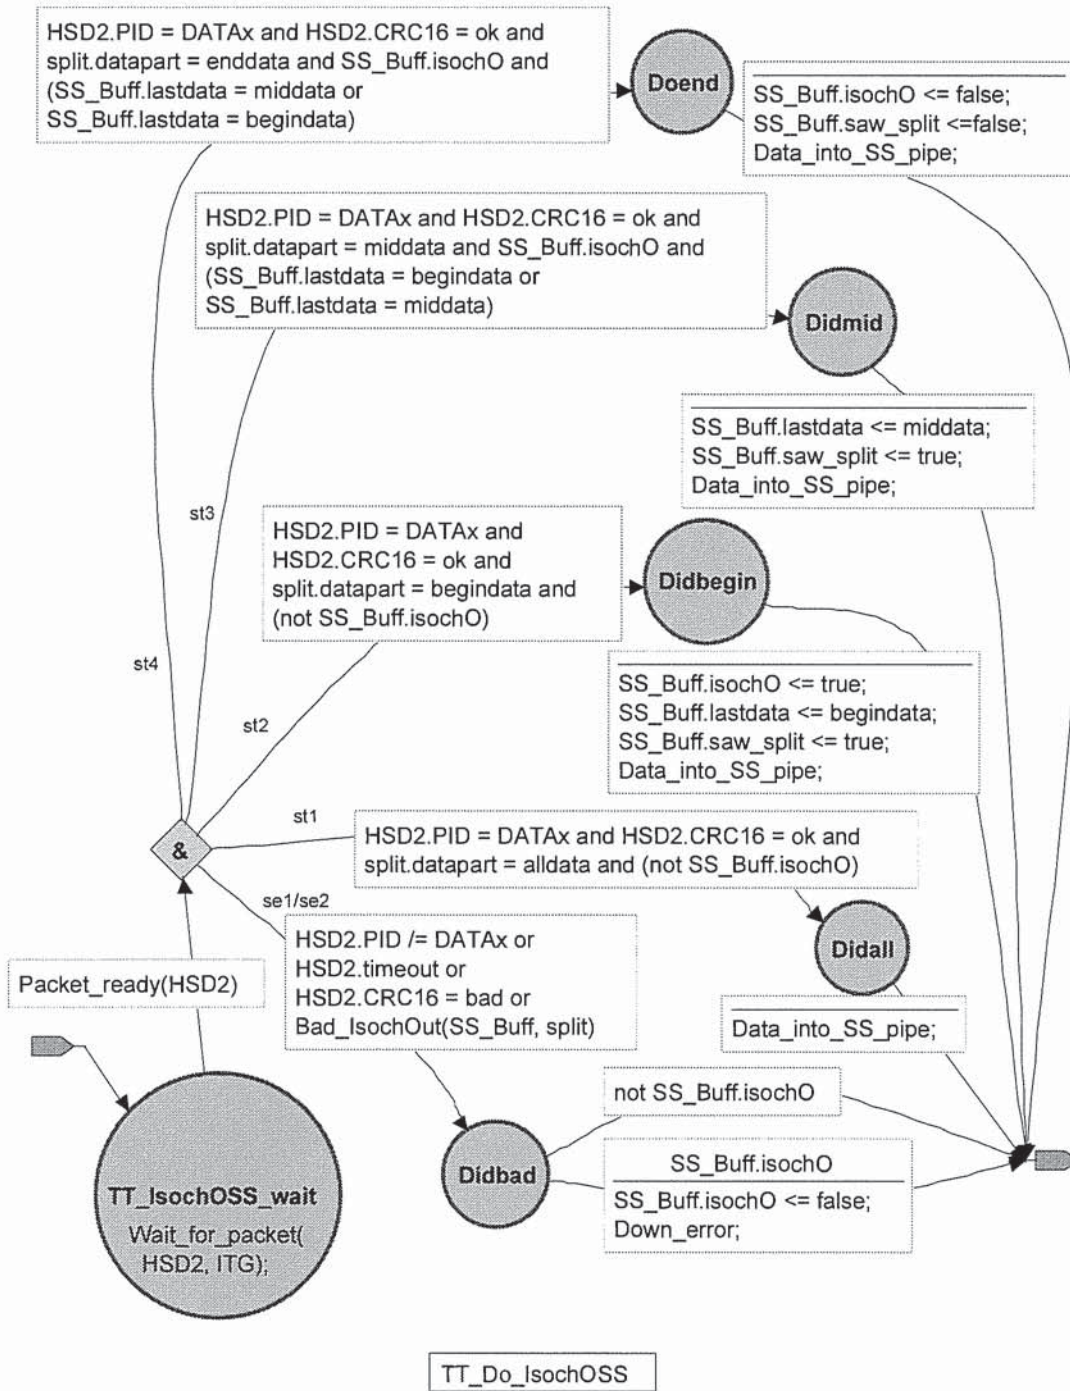 HSD2.PID = DATAx and HSD2.CRC16 = ok and
split.datapart = enddata and SS_Buff.isochO and
(SS_Buff.lastdata = middata or
SS_Buff.lastdata = begindata)
Doend
SS_Buff.isochO <= false;
SS_Buff.saw_split <=false;
Data_into_SS_pipe;
HSD2.PID = DATAx and HSD2.CRC16 = ok and
split.datapart = middata and SS_Buff.isochO and
(SS_Buff.lastdata = begindata or
SS_Buff.lastdata = middata)
Didmid
SS_Buff.lastdata <= middata;
SS_Buff.saw_split <= true;
Data_into_SS_pipe;
st3
HSD2.PID = DATAx and
HSD2.CRC16 = ok and
split.datapart = begindata and
(not SS_Buff.isochO)
Didbegin
st4
st2
SS_Buff.isochO <= true;
SS_Buff.lastdata <= begindata;
SS_Buff.saw_split <= true;
Data_into_SS_pipe;
st1
HSD2.PID = DATAx and HSD2.CRC16 = ok and
split.datapart = alldata and (not SS_Buff.isochO)
&
se1/se2
HSD2.PID /= DATAx or
HSD2.timeout or
HSD2.CRC16 = bad or
Bad_IsochOut(SS_Buff, split)
Didall
Packet_ready(HSD2)
Data_into_SS_pipe;
not SS_Buff.isochO
Didbad
SS_Buff.isochO
SS_Buff.isochO <= false;
Down_error;
TT_IsochOSS_wait
Wait_for_packet(
HSD2, ITG);
TT_Do_IsochOSS